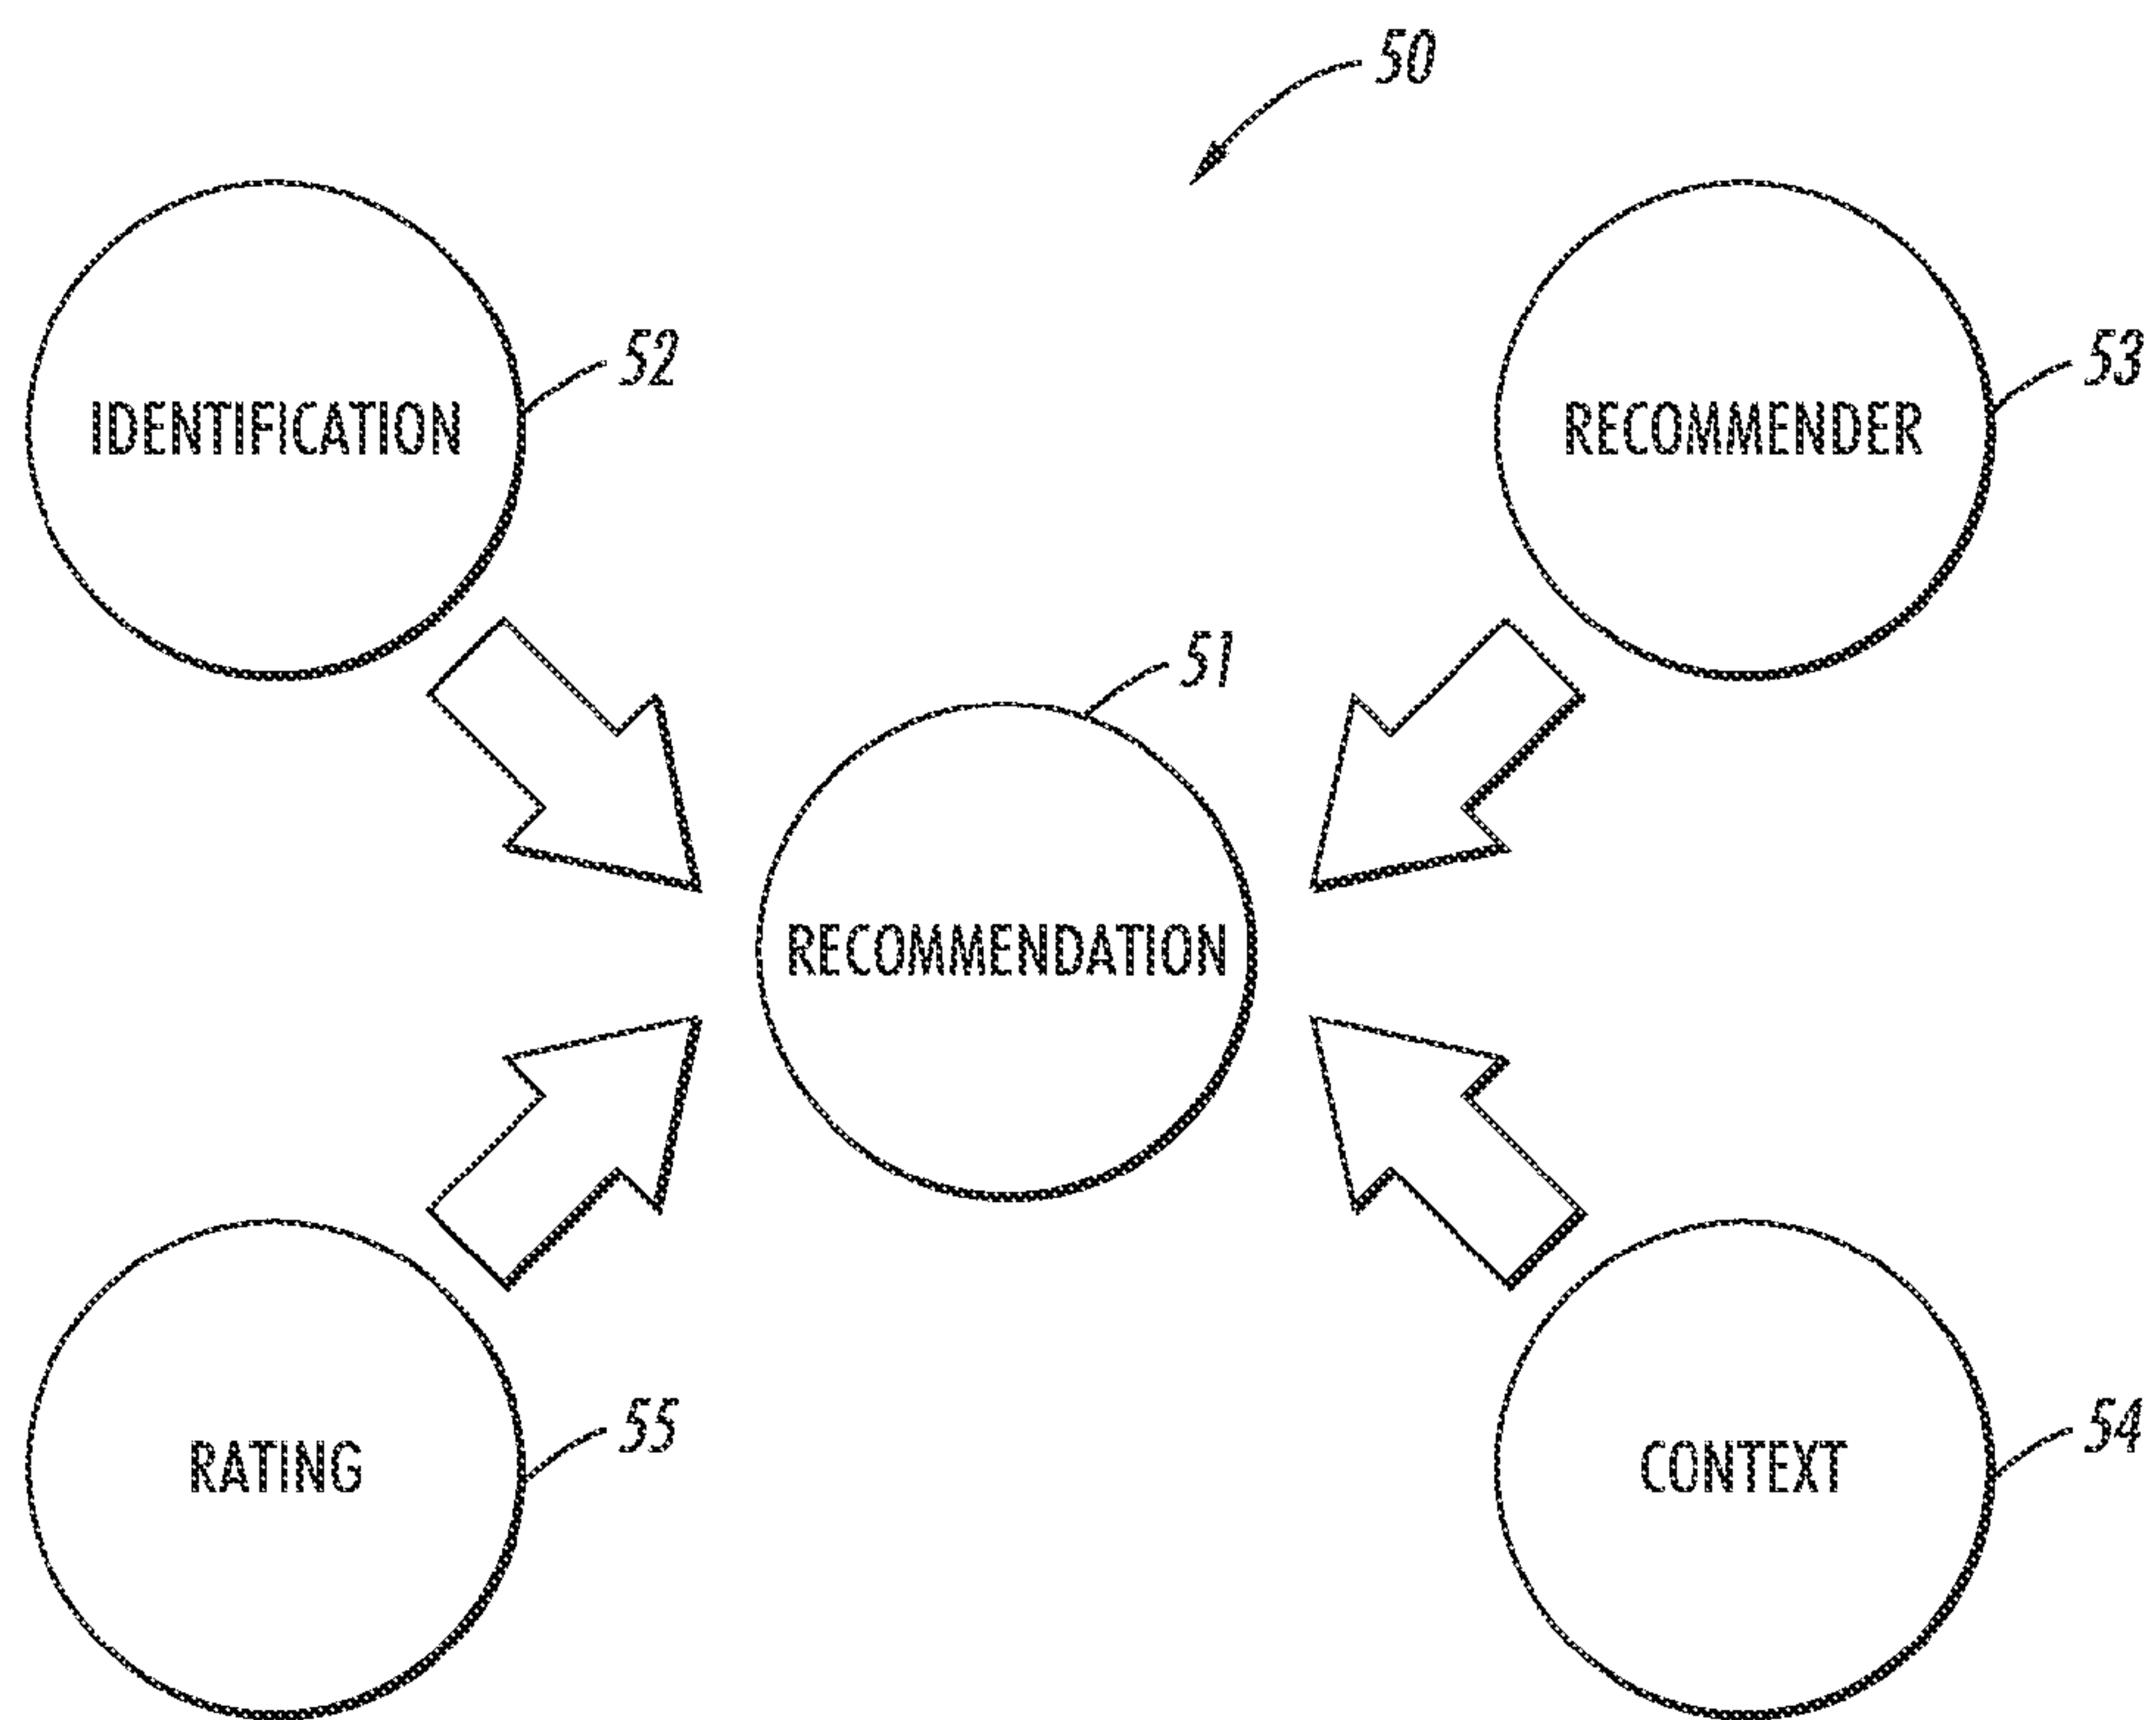 50
IDENTIFICATION
52
RECOMMENDER
53
51
RECOMMENDATION
RATING
55
CONTEXT
54